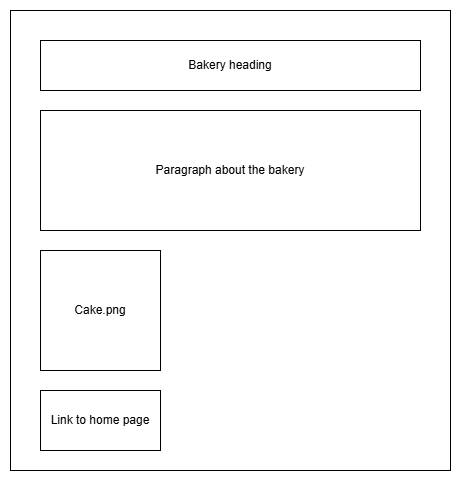 Bakery heading
Paragraph about the bakery
Cake.png
Link to home page